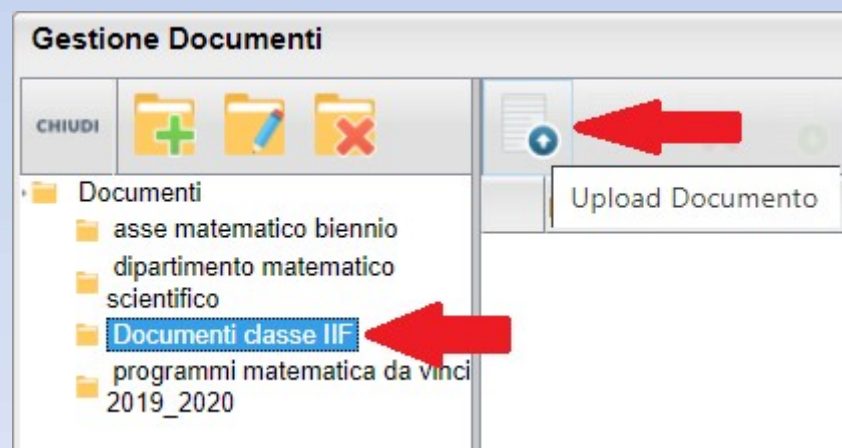 Gestione Documenti
CHIUDI
Documenti
asse matematico biennio
dipartimento matematico
scientifico
Documenti classe IIF
programmi matematica da vinci
2019_2020
Upload Documento